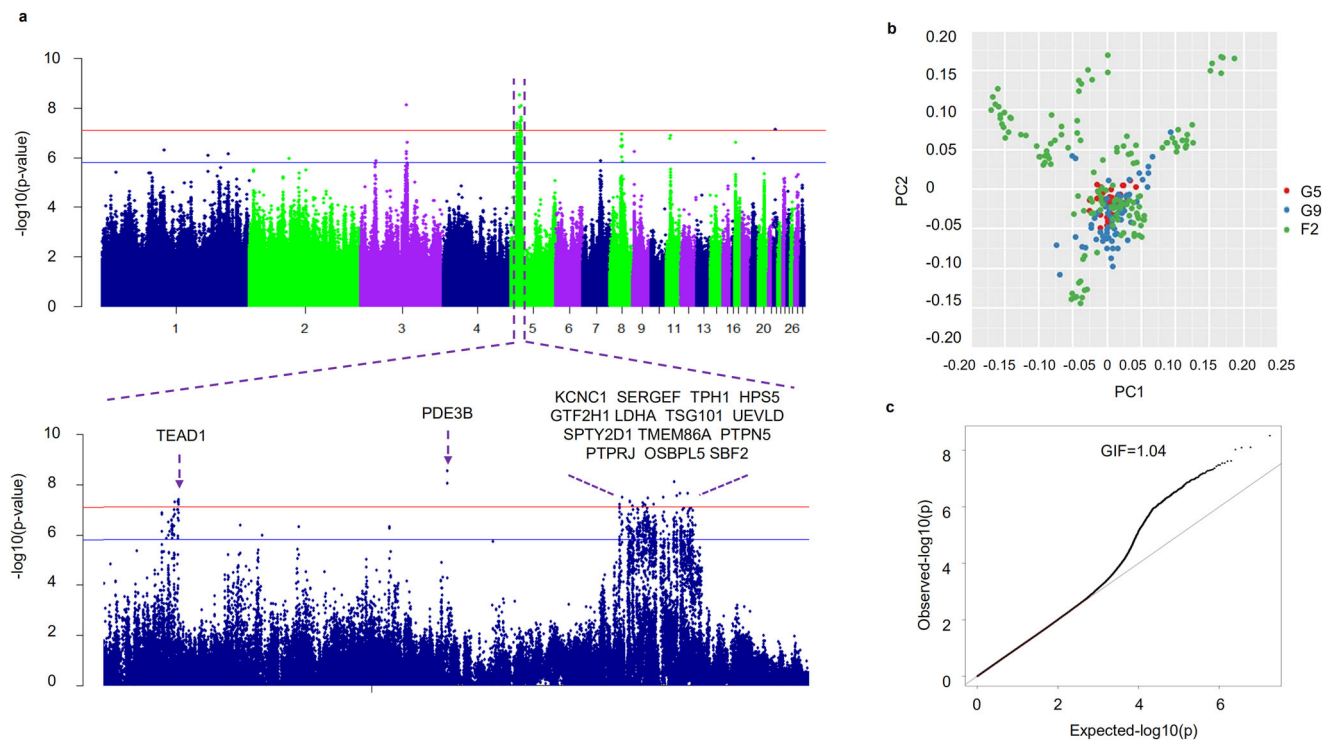 a
10
8
6
4
2
0
-log10(p-value)
1 2 3 4 5 6 7 8 9 11 13 16 20 26
KCNC1 SERGEF TPH1 HPS5
GTF2H1 LDHA TSG101 UEVLD
SPTY2D1 TMEM86A PTPN5
PTPRJ OSBPL5 SBF2
PDE3B
TEAD1
10
8
6
4
2
0
-log10(p-value)
b
0.20
0.15
0.10
0.05
0
-0.05
-0.10
-0.15
-0.20
PC2
-0.20 -0.15 -0.10 -0.05 0 0.05 0.10 0.15 0.20 0.25
PC1
G5
G9
F2
c
GIF=1.04
8
6
4
2
0
Observed-log10(p)
0 2 4 6
Expected-log10(p)